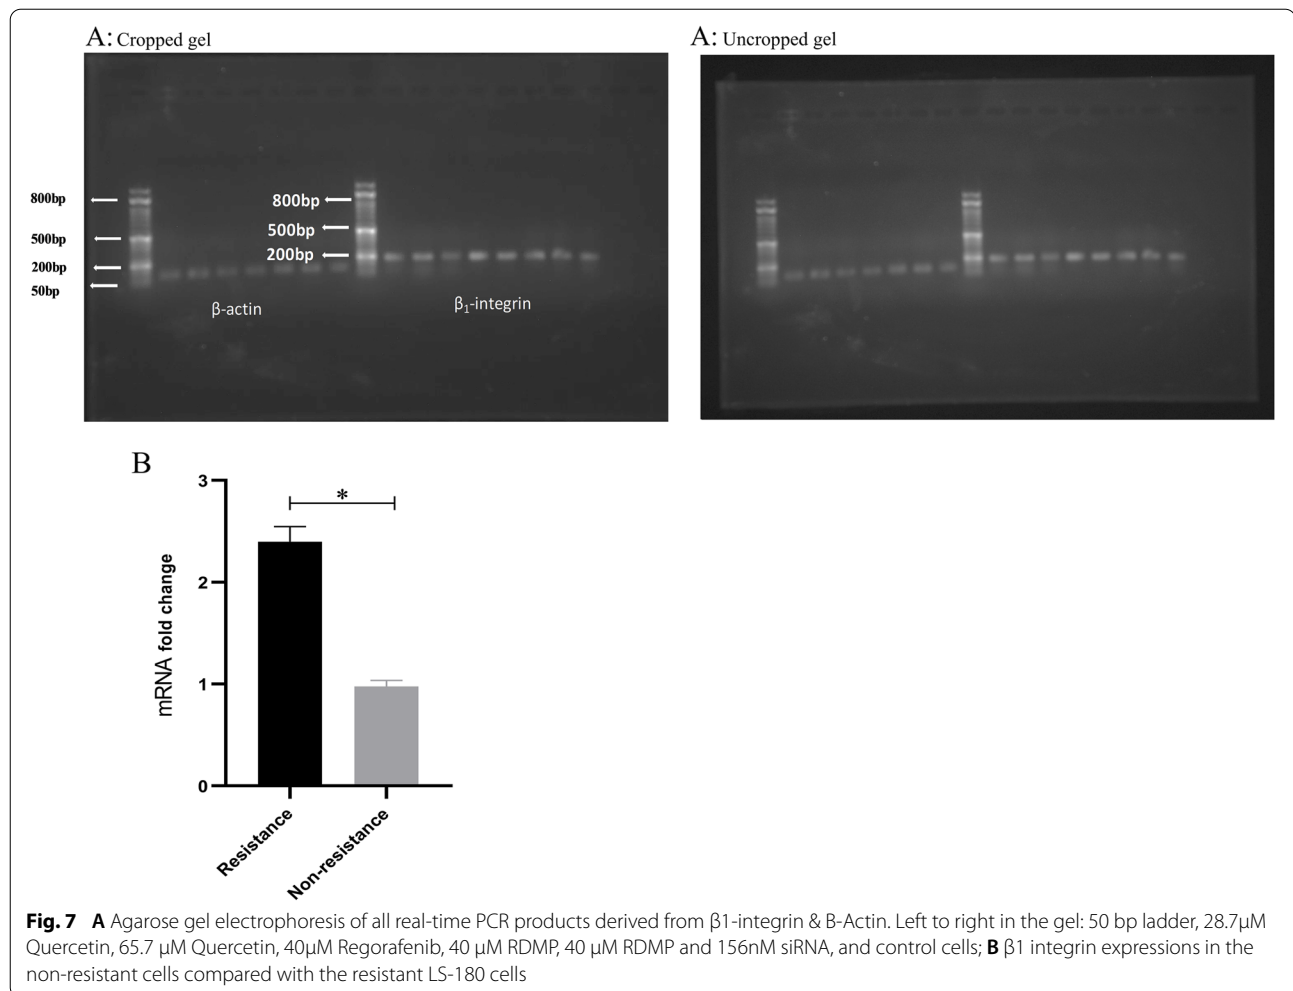 A: Cropped gel
A: Uncropped gel
800bp
500bp
200bp
50bp
800bp
500bp
200bp
β-actin
β1-integrin
B
3
*
2
1
0
mRNA fold change
Resistance
Non-resistance
Fig. 7 A Agarose gel electrophoresis of all real-time PCR products derived from β1-integrin & B-Actin. Left to right in the gel: 50 bp ladder, 28.7μM
Quercetin, 65.7 μM Quercetin, 40μM Regorafenib, 40 μM RDMP, 40 μM RDMP and 156nM siRNA, and control cells; B β1 integrin expressions in the
non-resistant cells compared with the resistant LS-180 cells